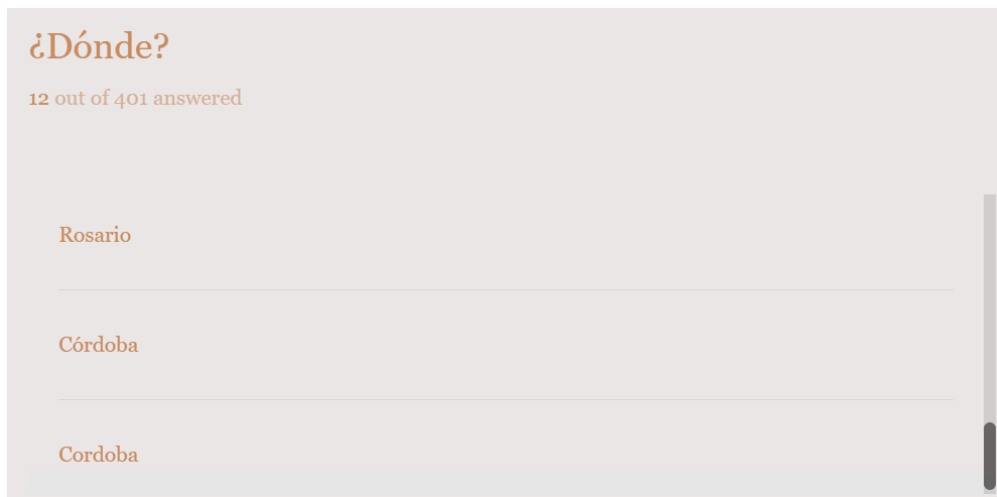 ¿Dónde?
12 out of 401 answered
Rosario
Córdoba
Cordoba